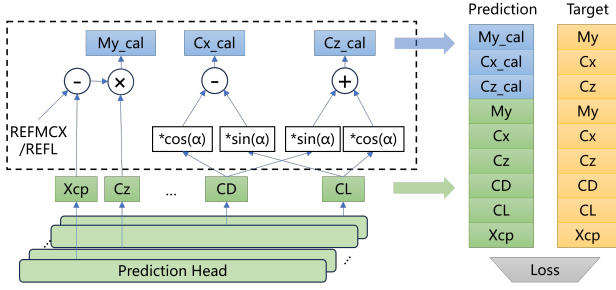 Prediction Target
My_cal Cx_cal Cz_cal
My_cal My
Cx_cal Cx
Cz_cal Cz
- × - +
REFMCX
/REFL
*cos(α) *sin(α) *sin(α) *cos(α)
My My
Cx Cx
Cz Cz
Xcp Cz ... CD CL
CD CD
CL CL
Xcp Xcp
...
...
Prediction Head
Loss